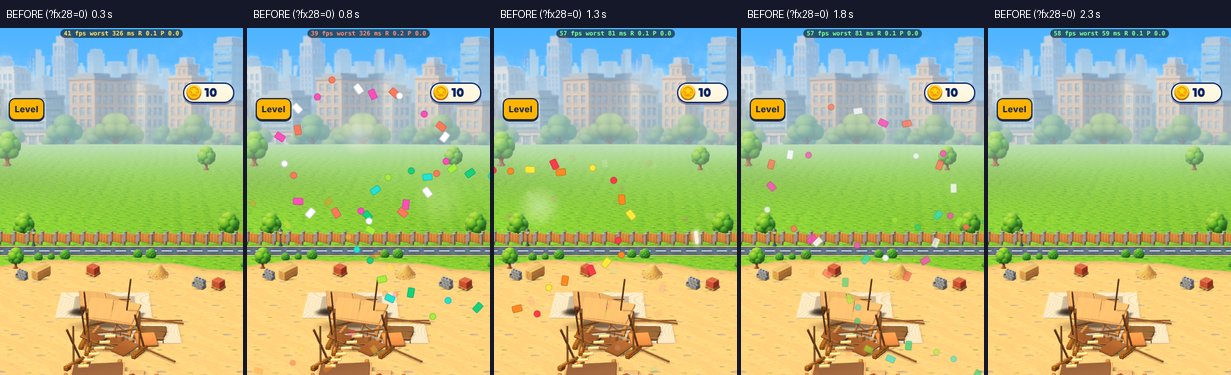 BEFORE (?fx28=0) 0.3 s
41 fps worst 326 ms R 0.1 P 0.0
10
Level
BEFORE (?fx28=0) 0.8 s
39 fps worst 326 ms R 0.2 P 0.0
10
Level
BEFORE (?fx28=0) 1.3 s
57 fps worst 81 ms R 0.1 P 0.0
10
Level
BEFORE (?fx28=0) 1.8 s
57 fps worst 81 ms R 0.1 P 0.0
10
Level
BEFORE (?fx28=0) 2.3 s
58 fps worst 59 ms R 0.1 P 0.0
10
Level